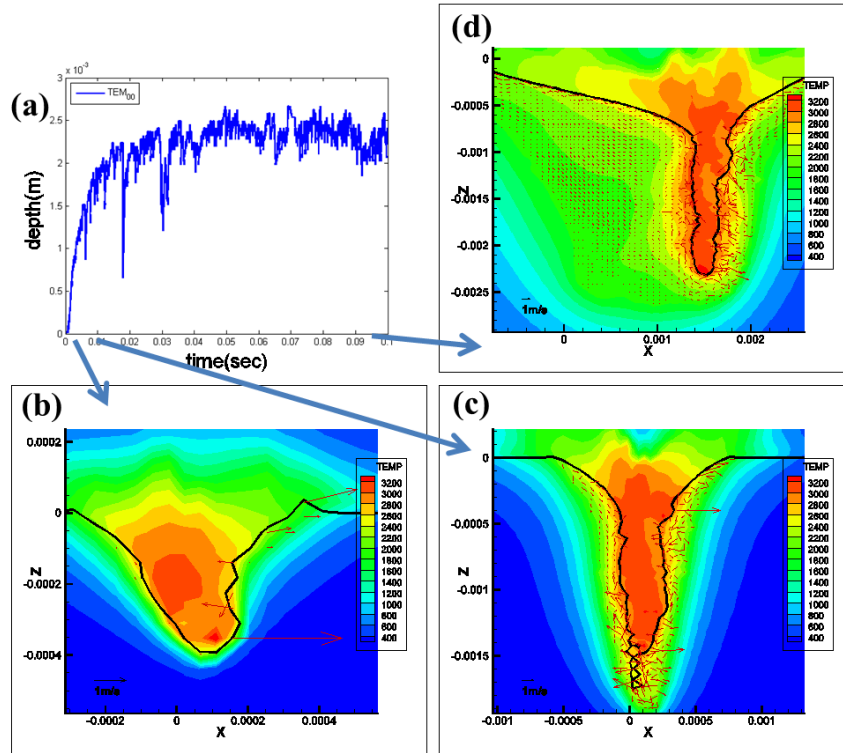 (a)
x 10⁻³
3
2.5
2
1.5
1
0.5
0
depth(m)
TEM₀₀
0 0.01 0.02 0.03 0.04 0.05 0.06 0.07 0.08 0.09 0.1
time(sec)
(d)
0
-0.0005
-0.001
-0.0015
-0.002
-0.0025
Z
TEMP
3200
2800
2600
2400
2200
2000
1800
1600
1400
1200
1000
800
600
400
1m/s
0 0.001 0.002
X
(b)
0.0002
0
-0.0002
-0.0004
Z
TEMP
3200
3000
2800
2600
2400
2200
2000
1800
1600
1400
1200
1000
800
600
400
1m/s
-0.0002 0 0.0002 0.0004
X
(c)
0
-0.0005
-0.001
-0.0015
Z
TEMP
3200
3000
2800
2600
2400
2200
2000
1800
1600
1400
1200
1000
800
600
400
1m/s
-0.001 -0.0005 0 0.0005 0.001
X